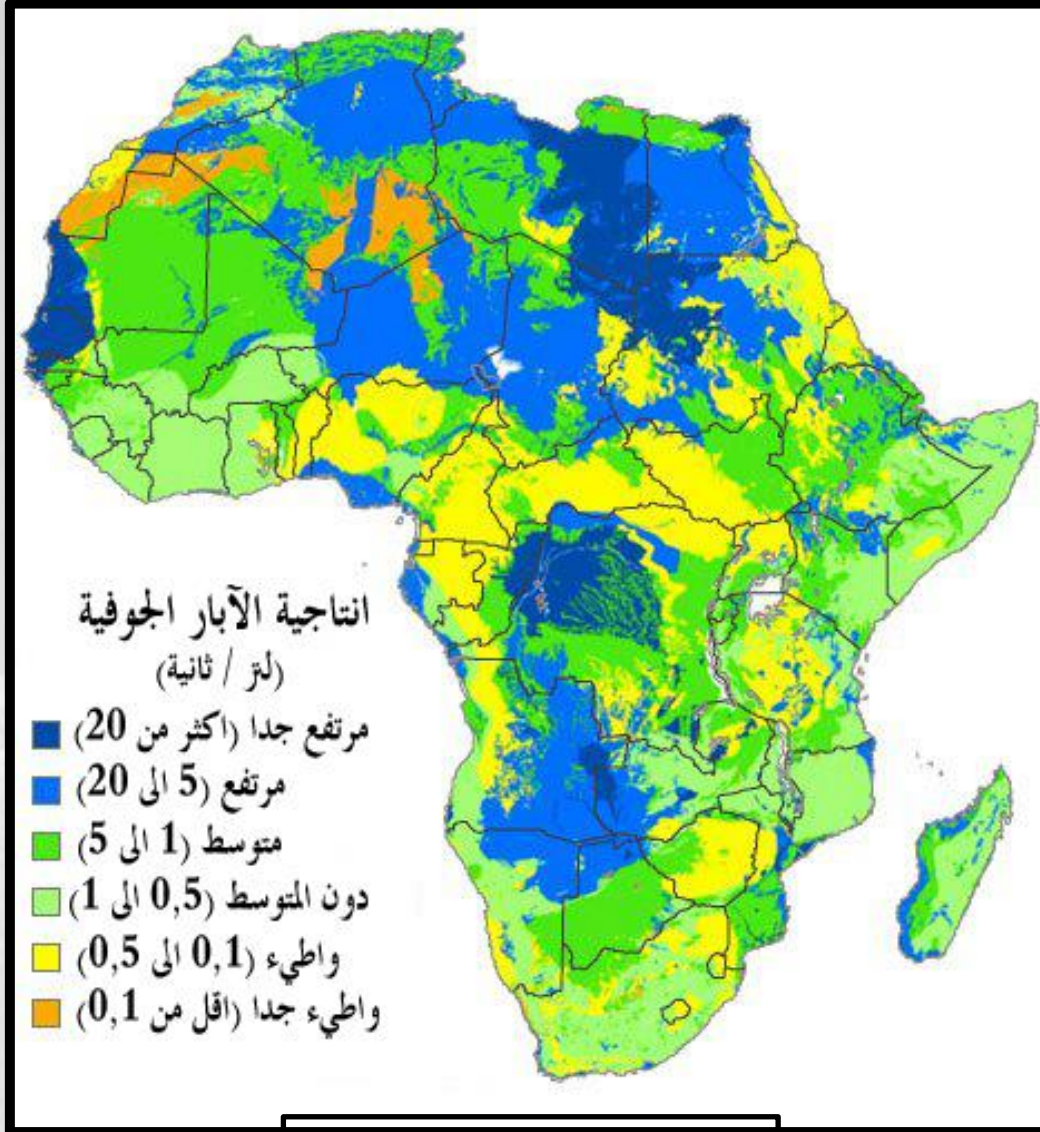 انتاجية الآبار الجوفية
(لتر / ثانية)
مرتفع جدا (اكثر من 20)
مرتفع (5 الى 20)
متوسط (1 الى 5)
دون المتوسط (0,5 الى 1)
واطيء (0,1 الى 0,5)
واطيء جدا (اقل من 0,1)